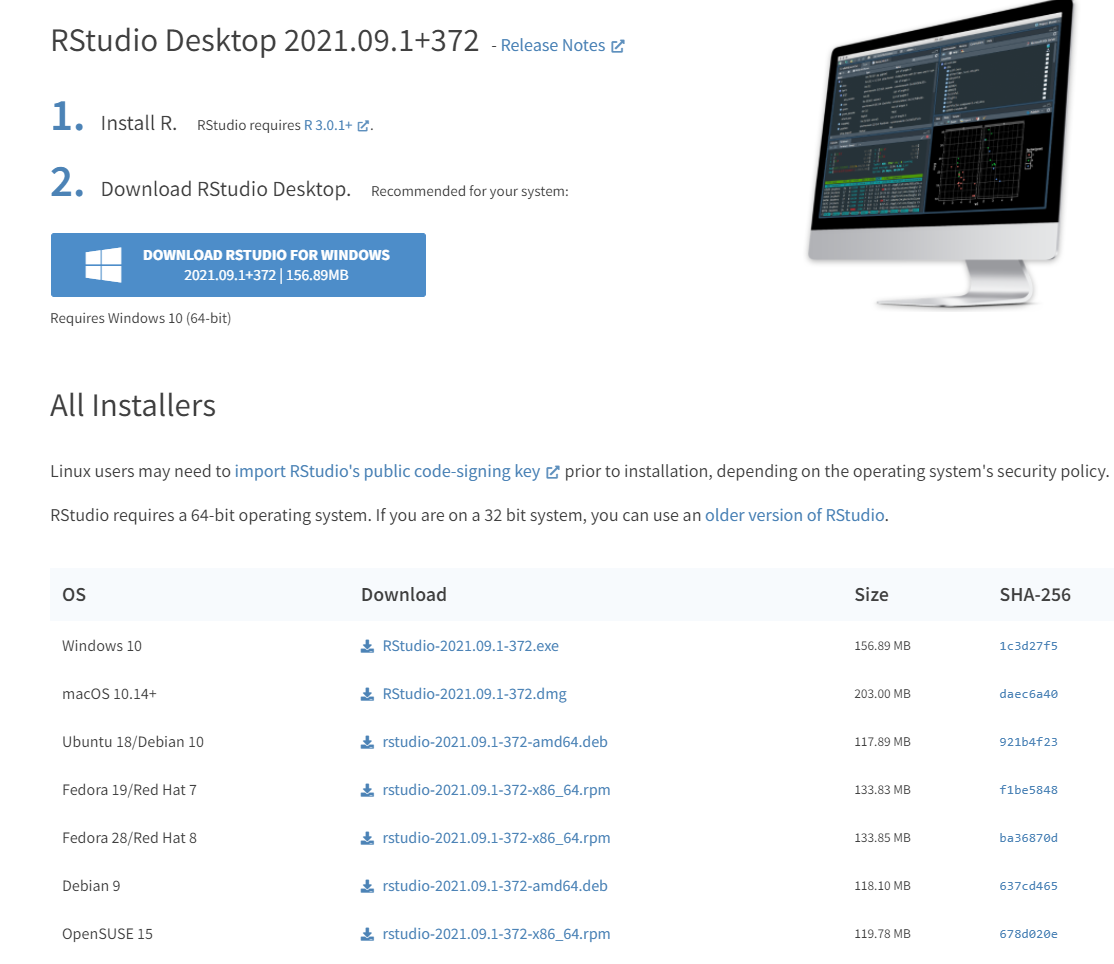 RStudio Desktop 2021.09.1+372 - Release Notes
1. Install R. RStudio requires R 3.0.1+.
2. Download RStudio Desktop. Recommended for your system:
DOWNLOAD RSTUDIO FOR WINDOWS
2021.09.1+372 | 156.89MB
Requires Windows 10 (64-bit)
All Installers
Linux users may need to import RStudio's public code-signing key prior to installation, depending on the operating system's security policy.
RStudio requires a 64-bit operating system. If you are on a 32 bit system, you can use an older version of RStudio.
OS Download Size SHA-256
Windows 10 RStudio-2021.09.1-372.exe 156.89 MB 1c3d27f5
macOS 10.14+ RStudio-2021.09.1-372.dmg 203.00 MB daec6a40
Ubuntu 18/Debian 10 rstudio-2021.09.1-372-amd64.deb 117.89 MB 921b4f23
Fedora 19/Red Hat 7 rstudio-2021.09.1-372-x86_64.rpm 133.83 MB f1be5848
Fedora 28/Red Hat 8 rstudio-2021.09.1-372-x86_64.rpm 133.85 MB ba36870d
Debian 9 rstudio-2021.09.1-372-amd64.deb 118.10 MB 637cd465
OpenSUSE 15 rstudio-2021.09.1-372-x86_64.rpm 119.78 MB 678d020e